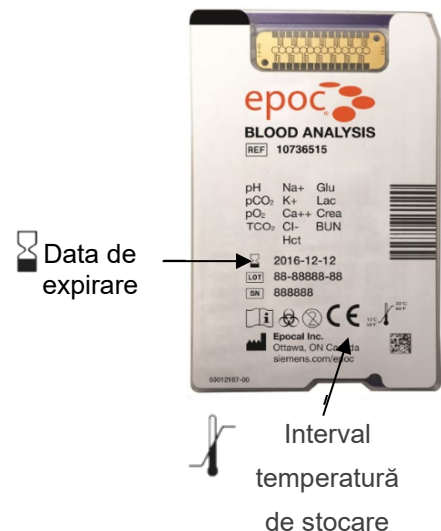 epoc®
BLOOD ANALYSIS
REF 10736515
pH Na+ Glu
pCO₂ K+ Lac
pO₂ Ca++ Crea
TCO₂ Cl- BUN
Hct
2016-12-12
LOT 88-88888-88
SN 888888
CE
Epocal Inc.
Ottawa, ON Canada
siemens.com/epoc
Data de
expirare
Interval
temperatură
de stocare